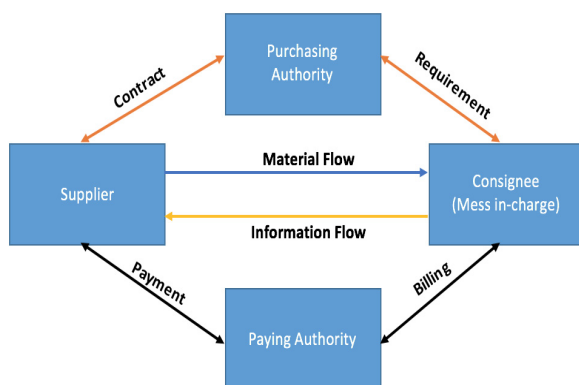 Purchasing
Authority
Contract
Requirement
Supplier
Material Flow
Consignee
(Mess in-charge)
Information Flow
Payment
Billing
Paying Authority